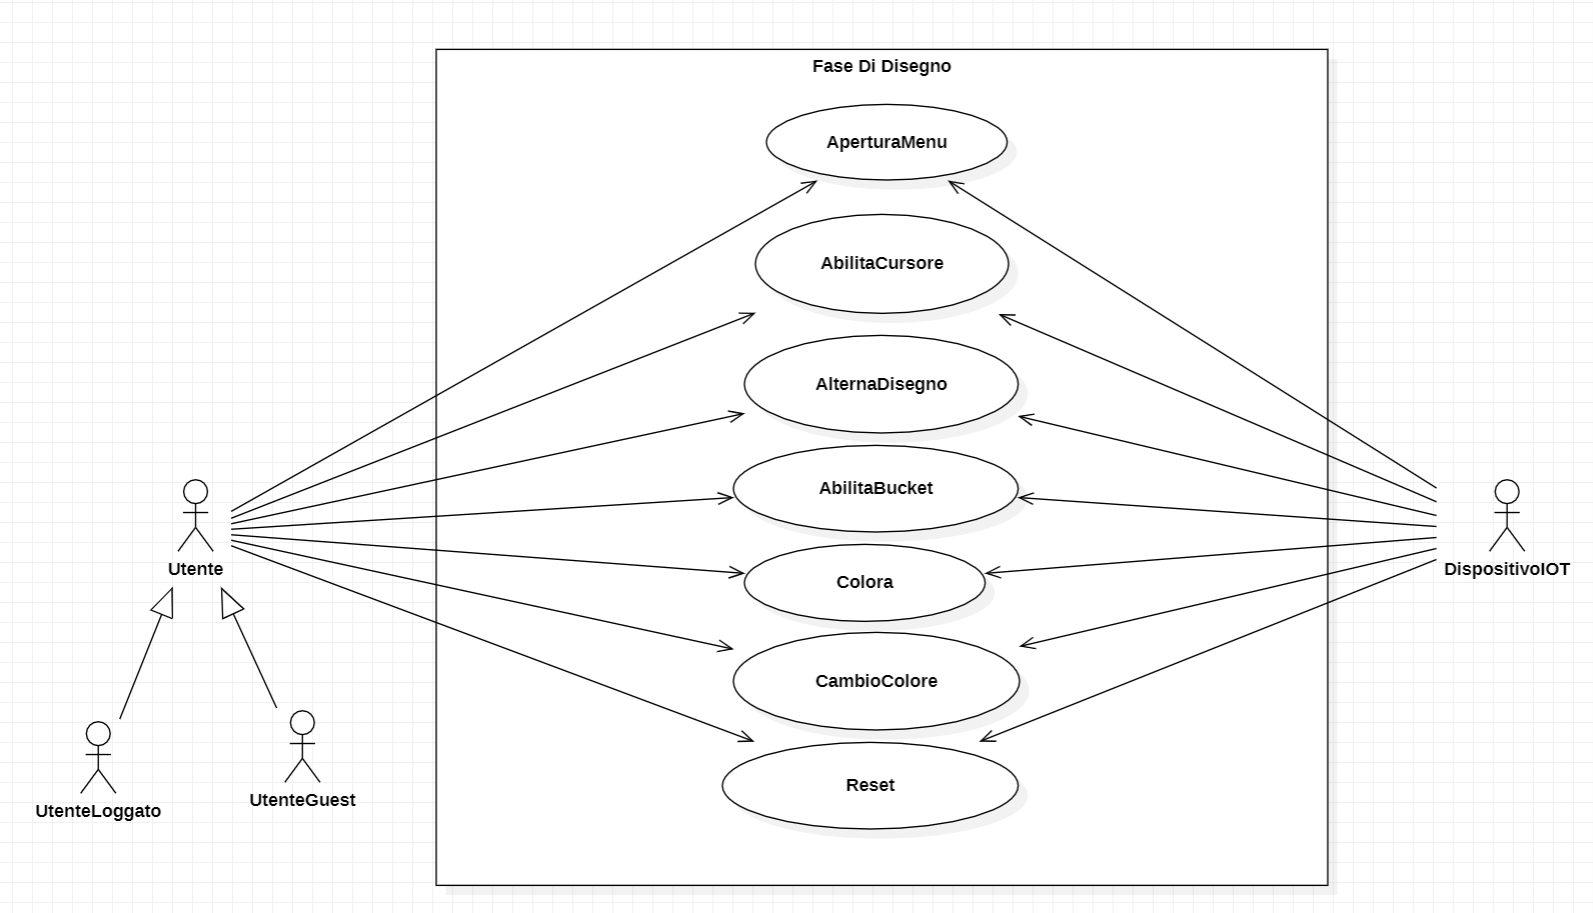 Fase Di Disegno
AperturaMenu
AbilitaCursore
AlternaDisegno
AbilitaBucket
Colora
CambioColore
Reset
Utente
DispositivoIOT
UtenteLoggato
UtenteGuest